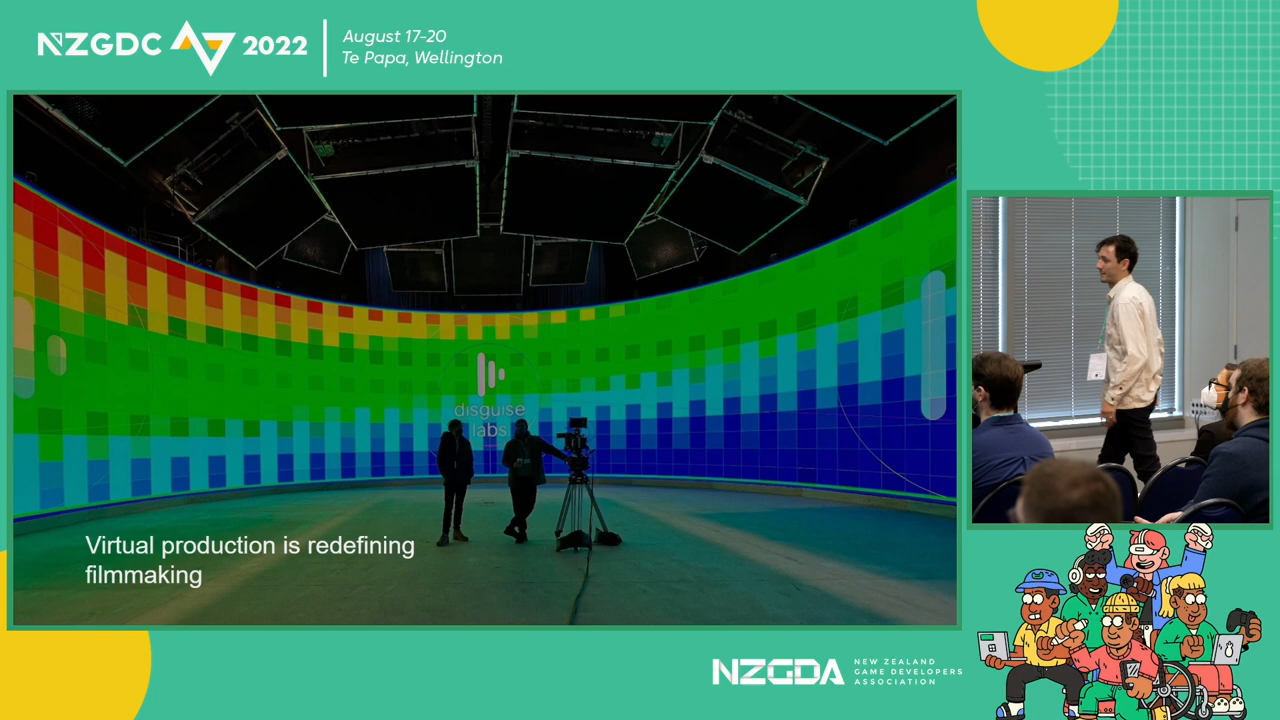 NZGDC 2022
August 17-20
Te Papa, Wellington
disguise
labs
Virtual production is redefining
filmmaking
NZGDA
NEW ZEALAND
GAME DEVELOPERS
ASSOCIATION